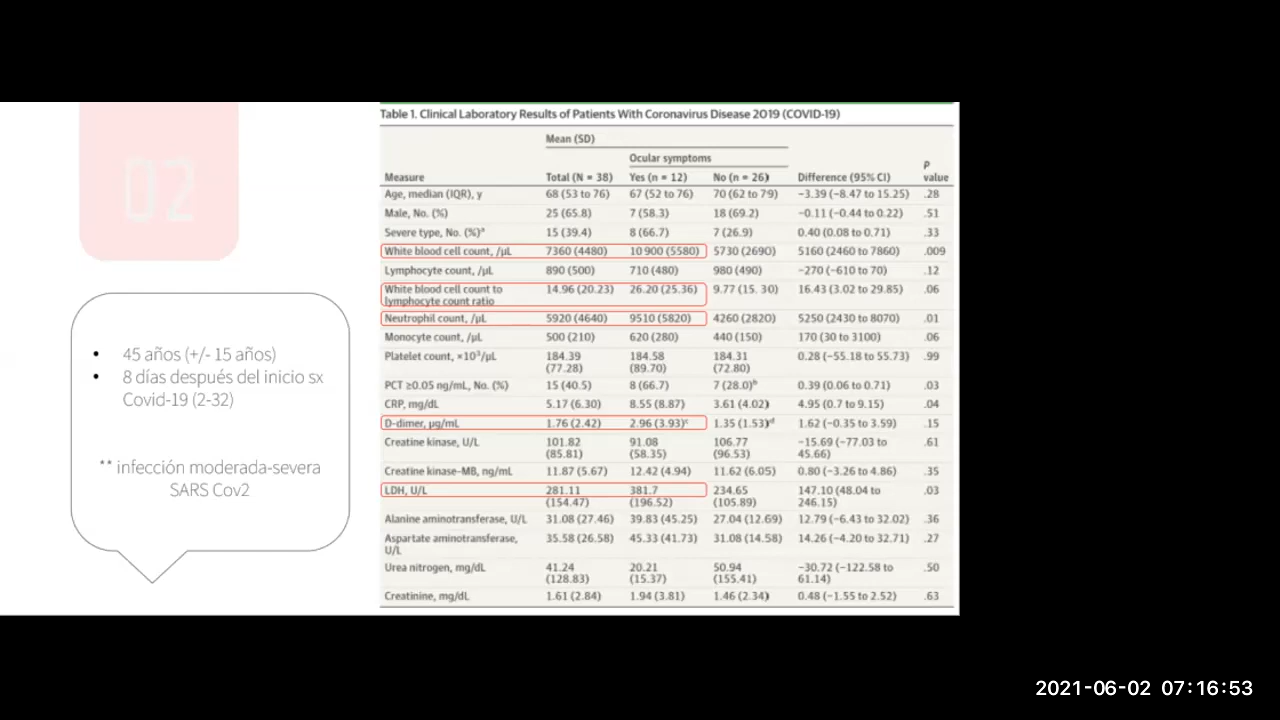 02
45 años (+/- 15 años)
8 días después del inicio sx
Covid-19 (2-32)
** infección moderada-severa
SARS Cov2
Table 1. Clinical Laboratory Results of Patients With Coronavirus Disease 2019 (COVID-19)
Mean (SD)
Ocular symptoms
P
Measure Total (N = 38) Yes (n = 12) No (n = 26) Difference (95% CI) value
Age, median (IQR), y 68 (53 to 76) 67 (52 to 76) 70 (62 to 79) −3.39 (−8.47 to 15.25) .28
Male, No. (%) 25 (65.8) 7 (58.3) 18 (69.2) −0.11 (−0.44 to 0.22) .51
Severe type, No. (%)a 15 (39.4) 8 (66.7) 7 (26.9) 0.40 (0.08 to 0.71) .33
White blood cell count, /μL 7360 (4480) 10 900 (5580) 5730 (2690) 5160 (2460 to 7860) .009
Lymphocyte count, /μL 890 (500) 710 (480) 980 (490) −270 (−610 to 70) .12
White blood cell count to 14.96 (20.23) 26.20 (25.36) 9.77 (15. 30) 16.43 (3.02 to 29.85) .06
lymphocyte count ratio
Neutrophil count, /μL 5920 (4640) 9510 (5820) 4260 (2820) 5250 (2430 to 8070) .01
Monocyte count, /μL 500 (210) 620 (280) 440 (150) 170 (30 to 3100) .06
Platelet count, ×10³/μL 184.39 184.58 184.31 0.28 (−55.18 to 55.73) .99
(77.28) (89.70) (72.80)
PCT ≥0.05 ng/mL, No. (%) 15 (40.5) 8 (66.7) 7 (28.0)b 0.39 (0.06 to 0.71) .03
CRP, mg/dL 5.17 (6.30) 8.55 (8.87) 3.61 (4.02) 4.95 (0.7 to 9.15) .04
D-dimer, μg/mL 1.76 (2.42) 2.96 (3.93)c 1.35 (1.53)d 1.62 (−0.35 to 3.59) .15
Creatine kinase, U/L 101.82 91.08 106.77 −15.69 (−77.03 to .61
(85.81) (58.35) (96.53) 45.66)
Creatine kinase–MB, ng/mL 11.87 (5.67) 12.42 (4.94) 11.62 (6.05) 0.80 (−3.26 to 4.86) .35
LDH, U/L 281.11 381.7 234.65 147.10 (48.04 to .03
(154.47) (196.52) (105.89) 246.15)
Alanine aminotransferase, U/L 31.08 (27.46) 39.83 (45.25) 27.04 (12.69) 12.79 (−6.43 to 32.02) .36
Aspartate aminotransferase, 35.58 (26.58) 45.33 (41.73) 31.08 (14.58) 14.26 (−4.20 to 32.71) .27
U/L
Urea nitrogen, mg/dL 41.24 20.21 50.94 −30.72 (−122.58 to .50
(128.83) (15.37) (155.41) 61.14)
Creatinine, mg/dL 1.61 (2.84) 1.94 (3.81) 1.46 (2.34) 0.48 (−1.55 to 2.52) .63
2021-06-02 07:16:53